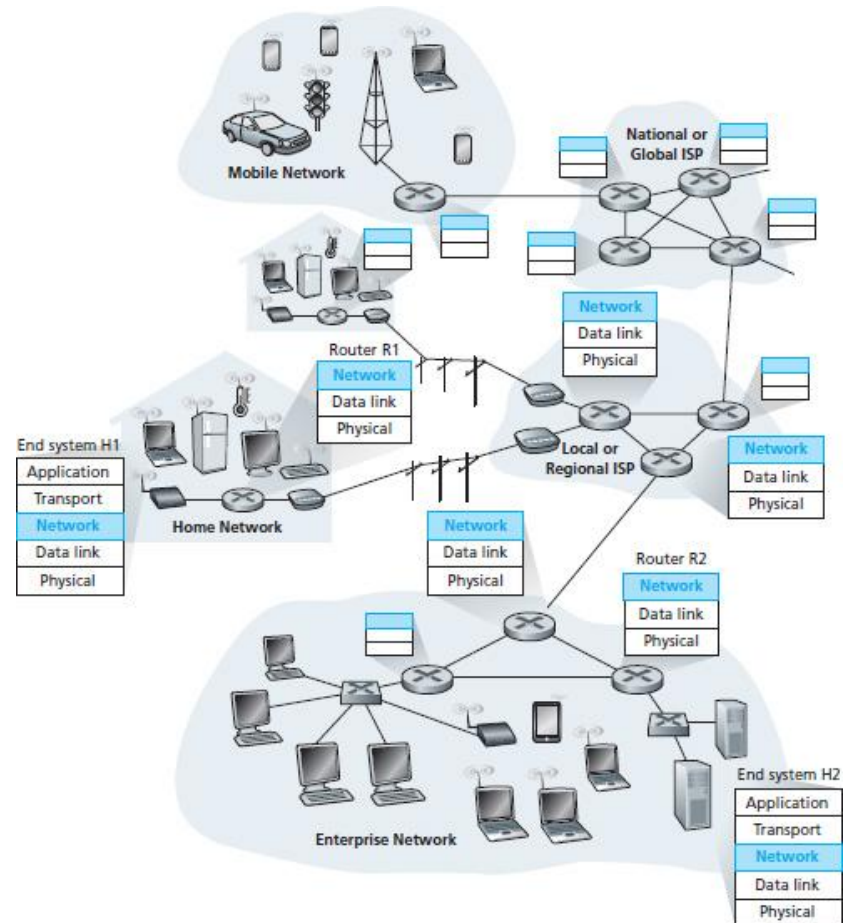 Mobile Network
National or
Global ISP
Network
Data link
Physical
Router R1
Network
Data link
Physical
End system H1
Application
Transport
Network
Data link
Physical
Home Network
Local or
Regional ISP
Network
Data link
Physical
Network
Data link
Physical
Router R2
Network
Data link
Physical
Enterprise Network
End system H2
Application
Transport
Network
Data link
Physical